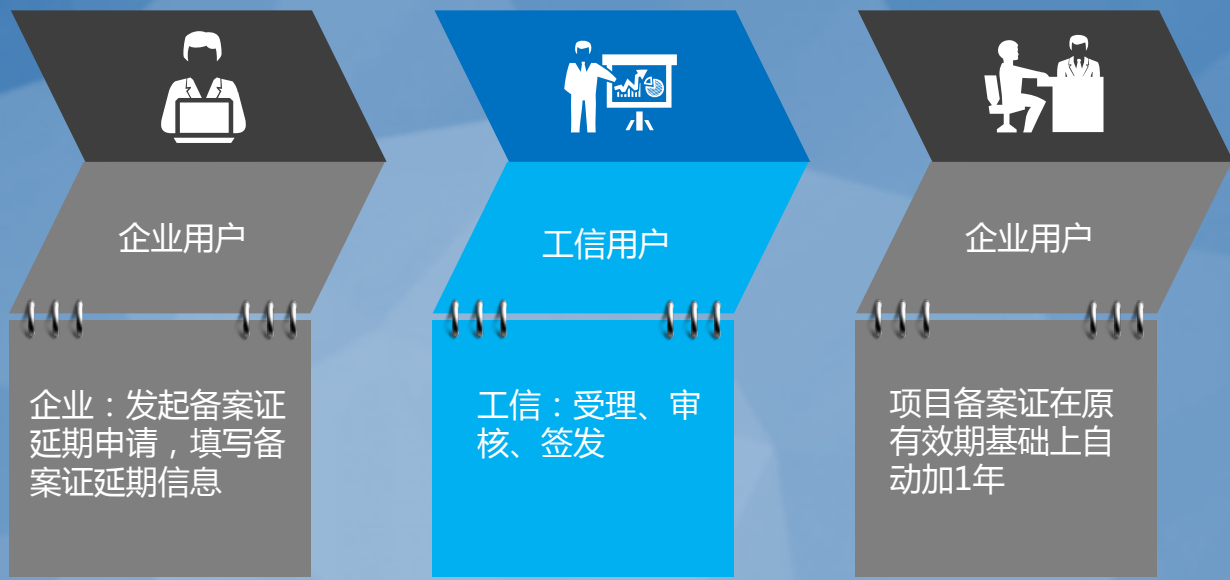 企业用户
工信用户
企业用户
企业：发起备案证
延期申请，填写备
案证延期信息
工信：受理、审
核、签发
项目备案证在原
有效期基础上自
动加1年